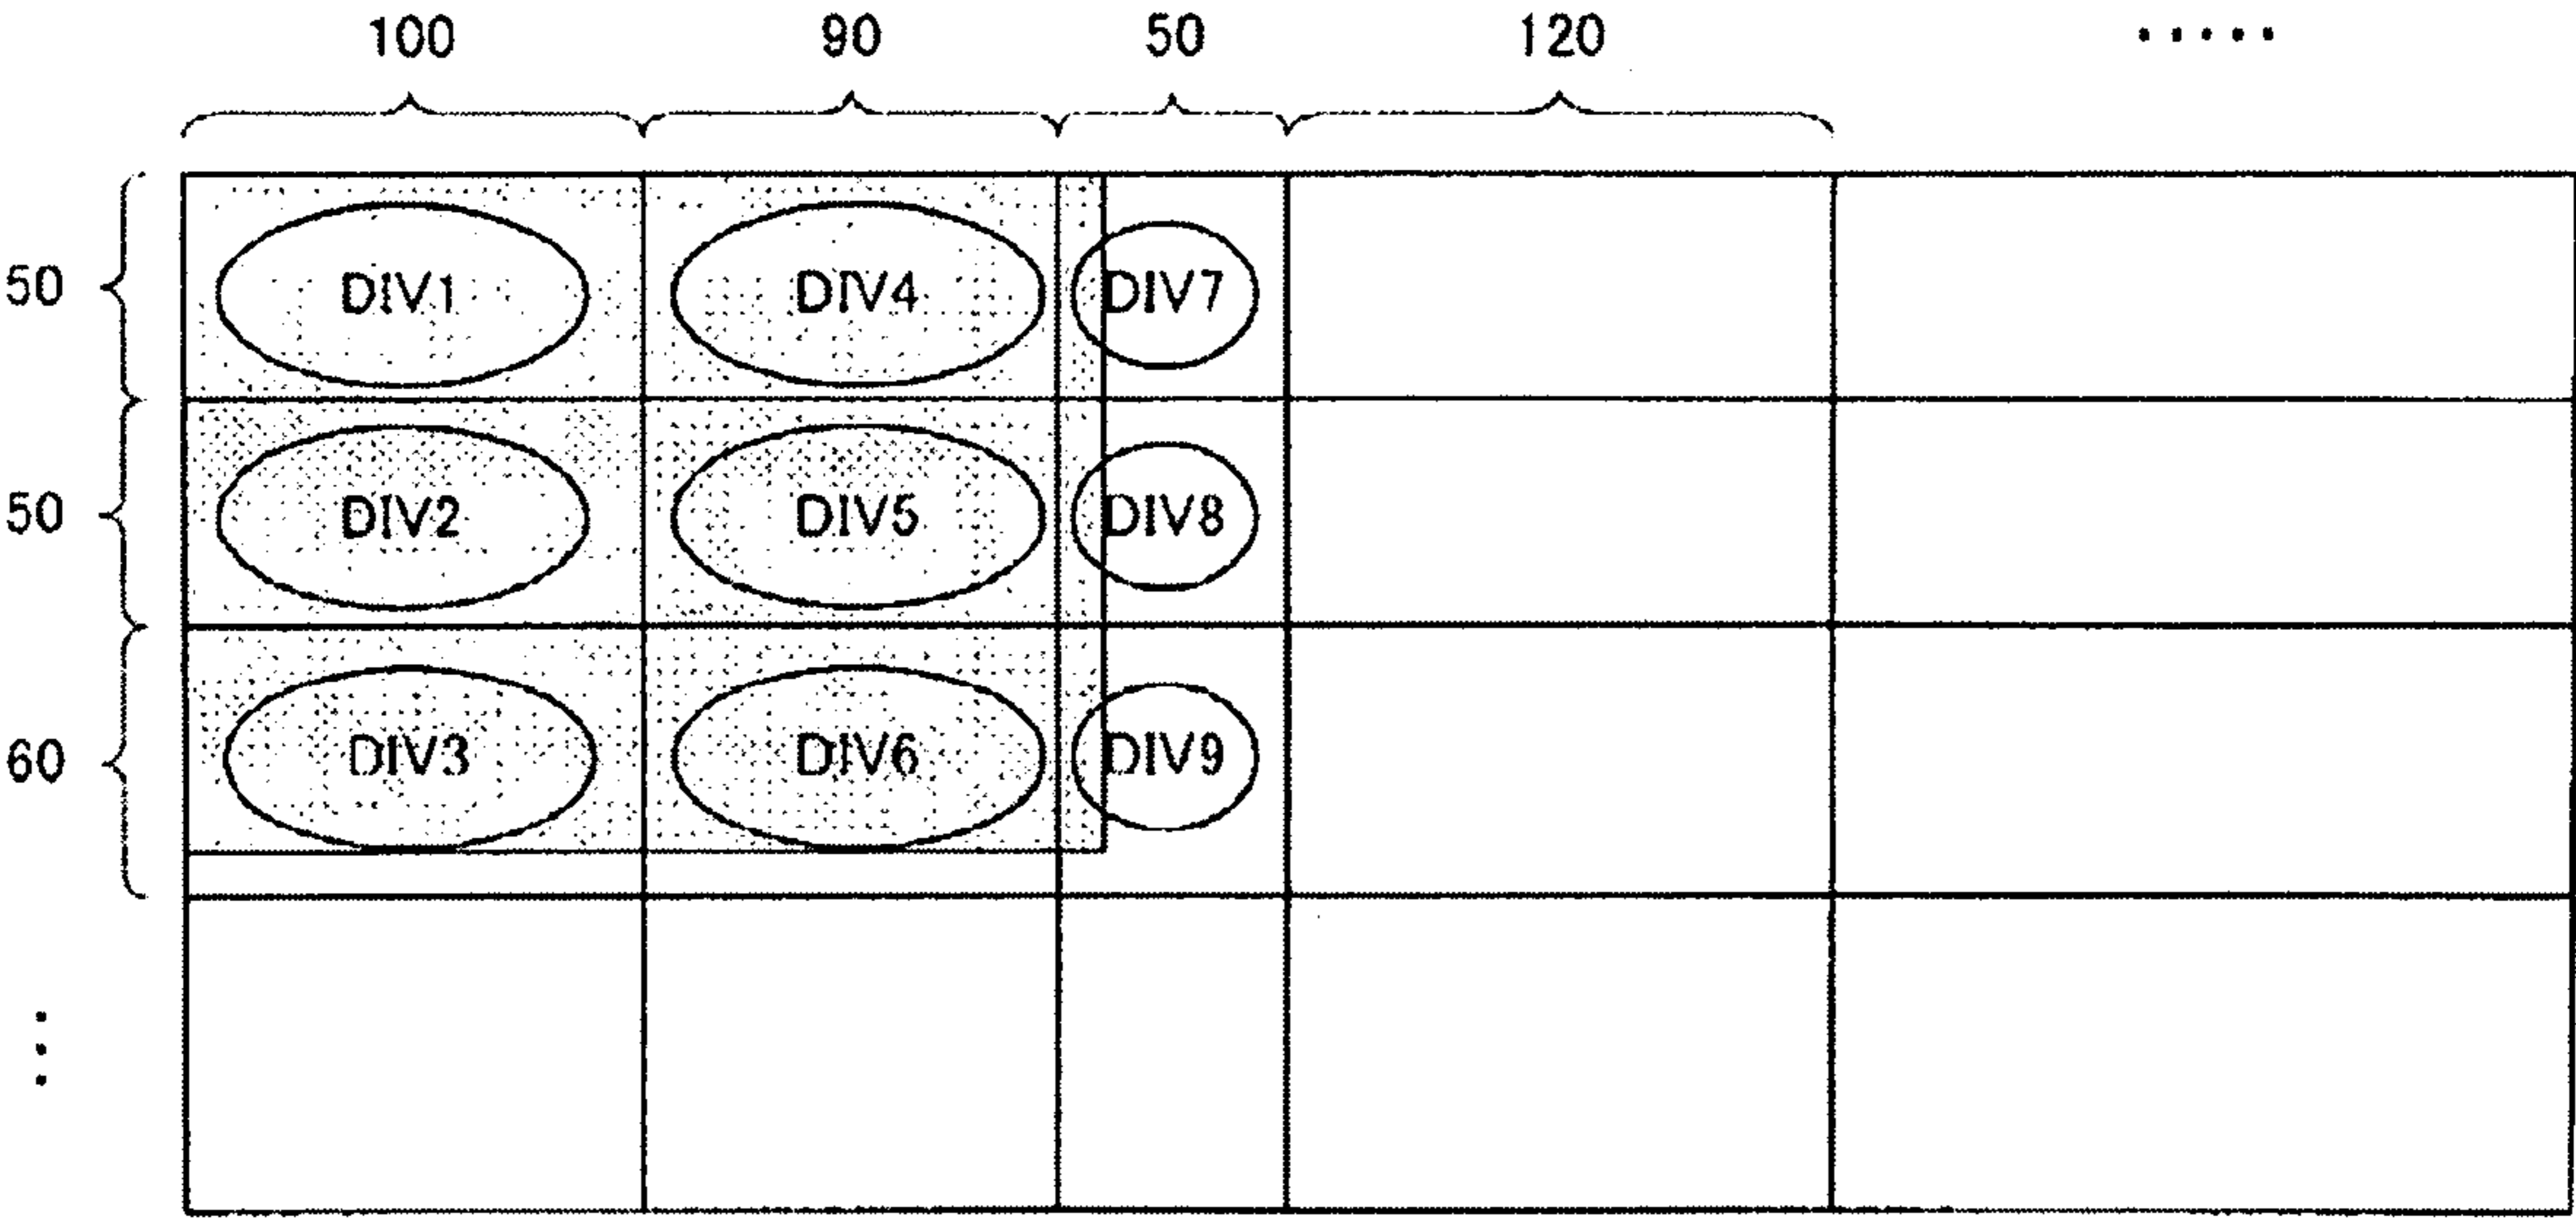 100 90 50 120 .....
50 DIV1 DIV4 DIV7
50 DIV2 DIV5 DIV8
60 DIV3 DIV6 DIV9
⋮